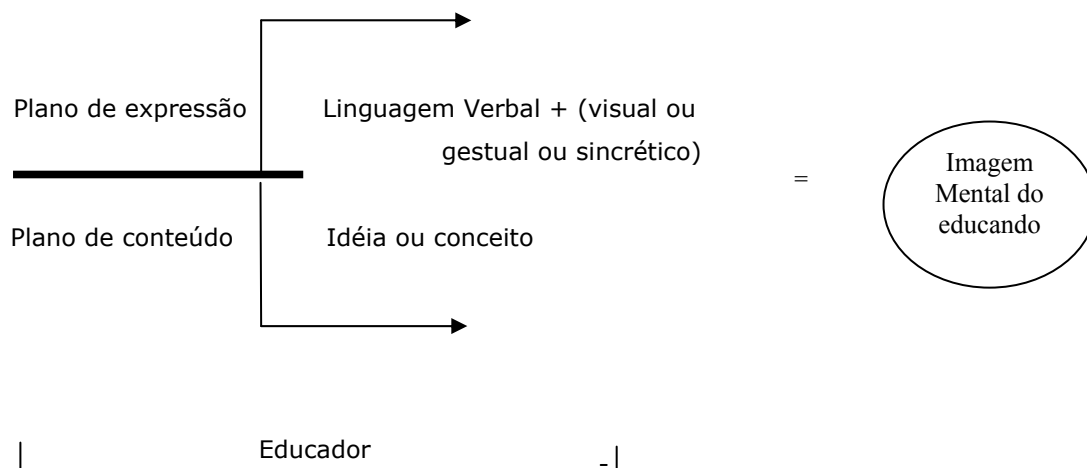 Plano de expressão
Linguagem Verbal + (visual ou
gestual ou sincrético)
Plano de conteúdo
Idéia ou conceito
=
Imagem
Mental do
educando
| Educador -|